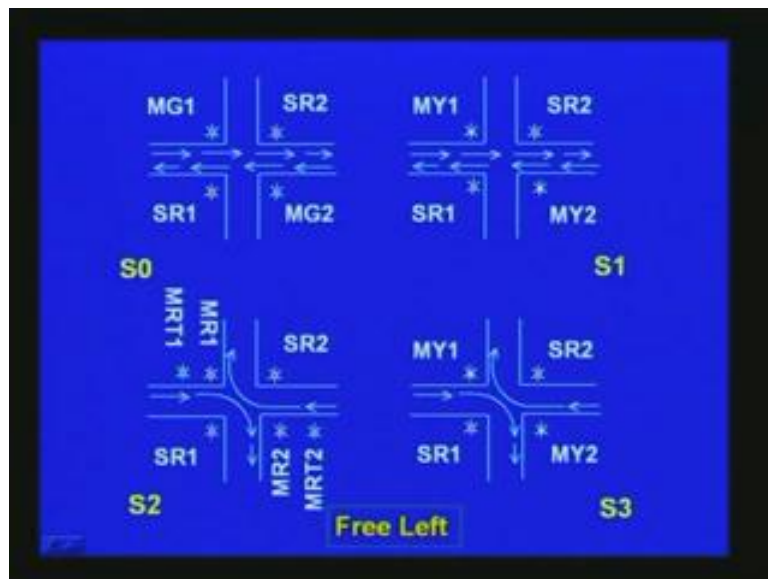 MG1 SR2
SR1 MG2
S0
MY1 SR2
SR1 MY2
S1
MRT1 MR1 SR2
SR1 MR2 MRT2
S2
MY1 SR2
SR1 MY2
S3
Free Left